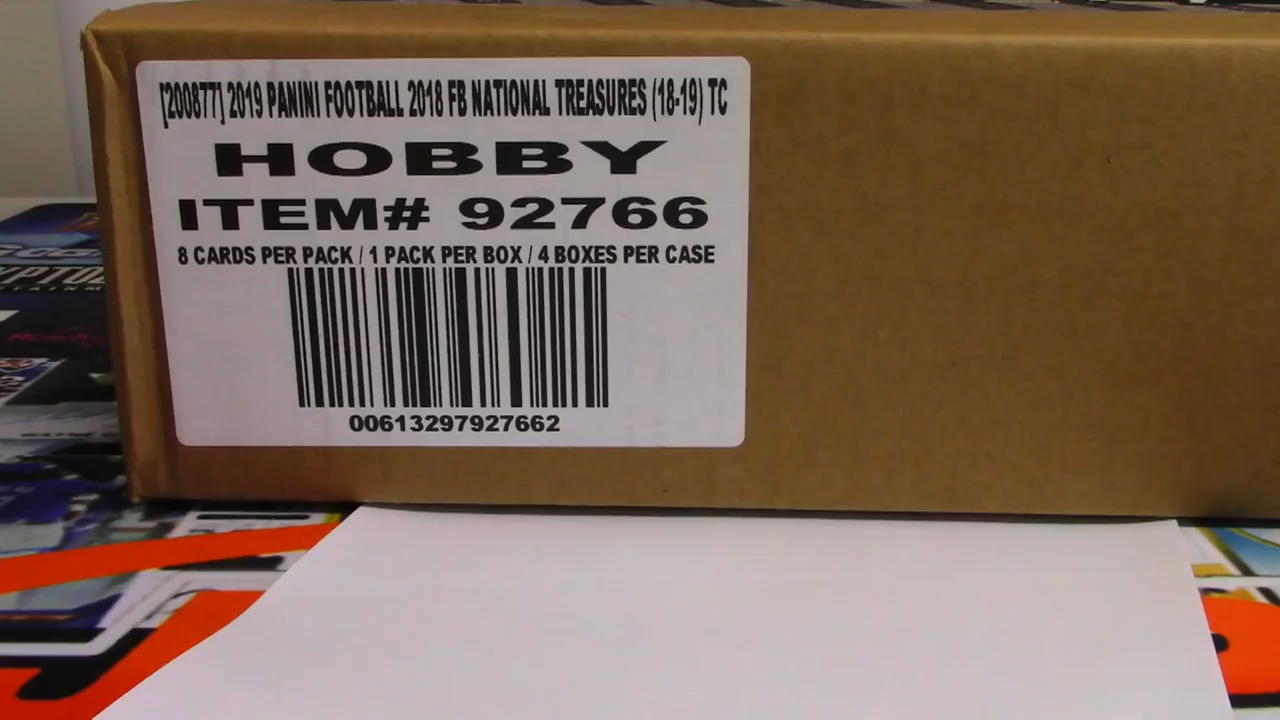 [200877] 2019 PANINI FOOTBALL 2018 FB NATIONAL TREASURES (18-19) TC
HOBBY
ITEM# 92766
8 CARDS PER PACK / 1 PACK PER BOX / 4 BOXES PER CASE
00613297927662